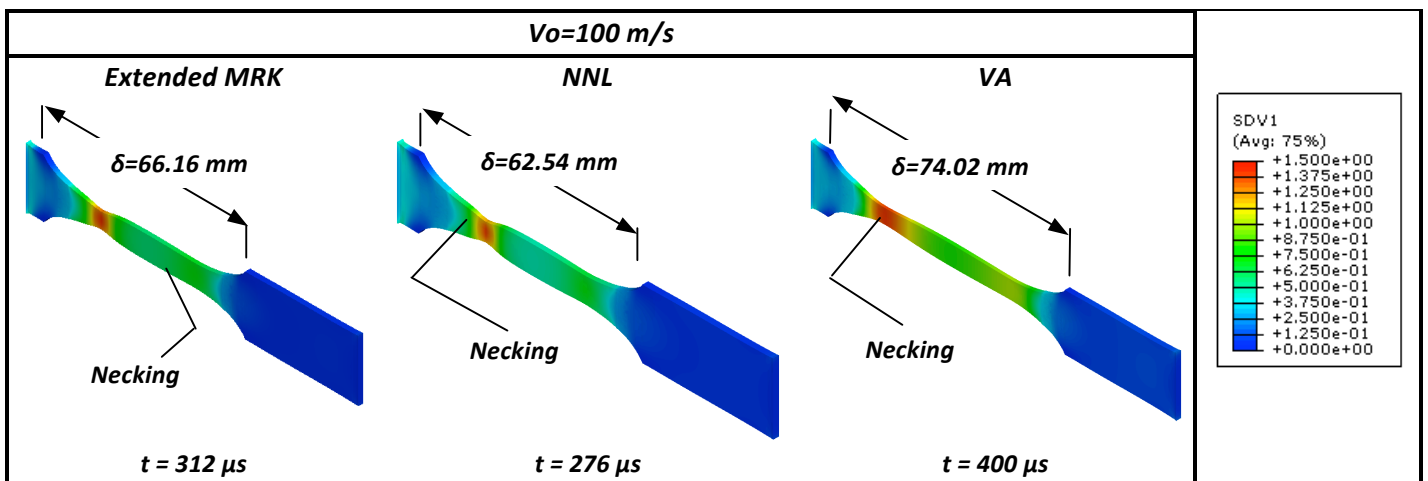 Vo=100 m/s
Extended MRK
NNL
VA
δ=66.16 mm
δ=62.54 mm
δ=74.02 mm
Necking
Necking
Necking
t = 312 μs
t = 276 μs
t = 400 μs
SDV1
(Avg: 75%)
+1.500e+00
+1.375e+00
+1.250e+00
+1.125e+00
+1.000e+00
+8.750e-01
+7.500e-01
+6.250e-01
+5.000e-01
+3.750e-01
+2.500e-01
+1.250e-01
+0.000e+00